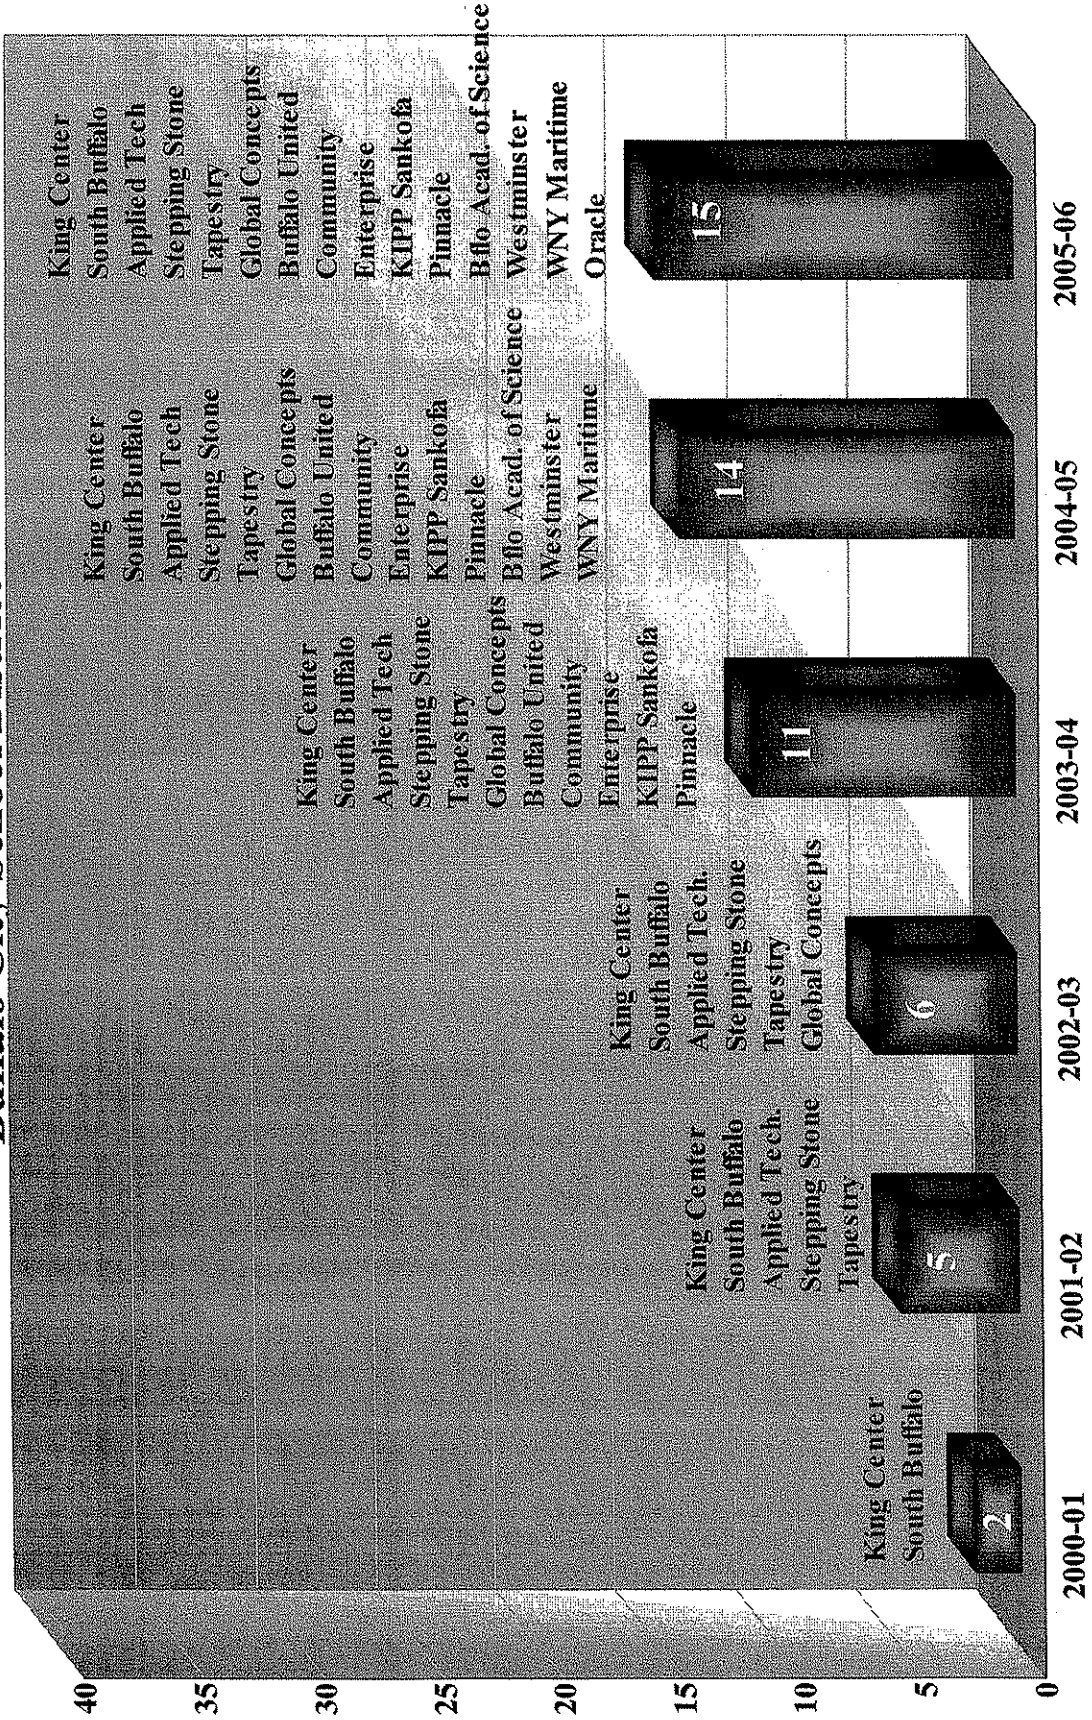 40
35
30
25
20
15
10
5
0
King Center
South Buffalo
2
2000-01
King Center
South Buffalo
Applied Tech.
Stepping Stone
Tapestry
5
2001-02
King Center
South Buffalo
Applied Tech.
Stepping Stone
Tapestry
Global Concepts
6
2002-03
King Center
South Buffalo
Applied Tech
Stepping Stone
Tapestry
Global Concepts
Buffalo United
Community
Enterprise
KIPP Sankofa
Pinnacle
11
2003-04
King Center
South Buffalo
Applied Tech
Stepping Stone
Tapestry
Global Concepts
Buffalo United
Community
Enterprise
KIPP Sankofa
Pinnacle
Bflo Acad. of Science
Westminster
WNY Maritime
14
2004-05
King Center
South Buffalo
Applied Tech
Stepping Stone
Tapestry
Global Concepts
Buffalo United
Community
Enterprise
KIPP Sankofa
Pinnacle
Bflo Acad. of Science
Westminster
WNY Maritime
Oracle
15
2005-06